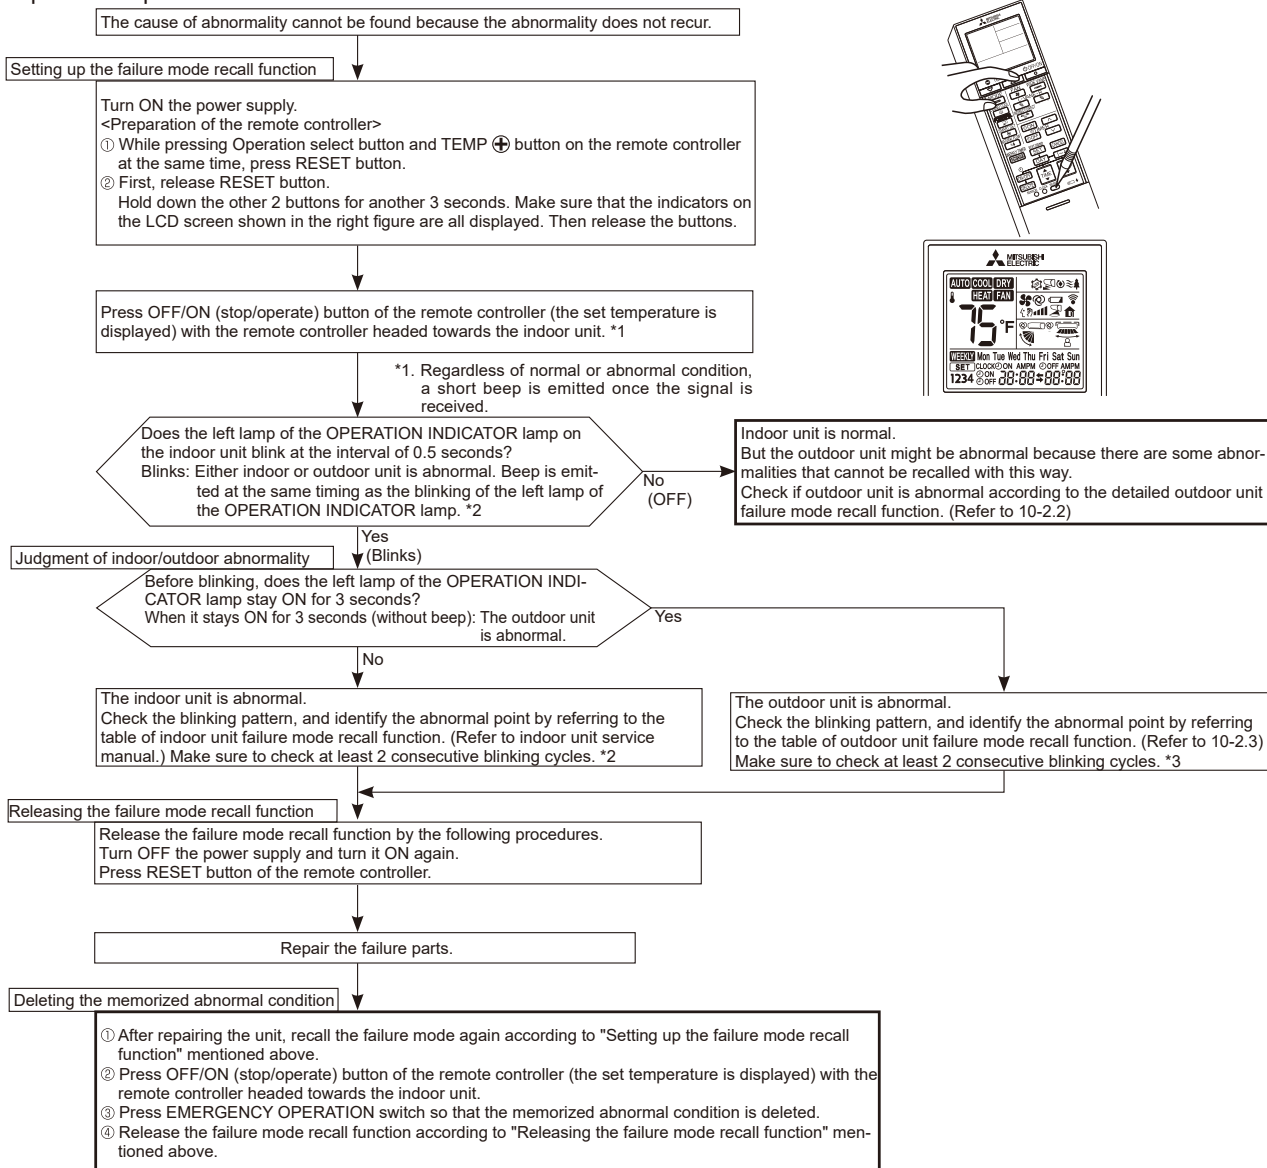 The cause of abnormality cannot be found because the abnormality does not recur.
Setting up the failure mode recall function
Turn ON the power supply.
<Preparation of the remote controller>
① While pressing Operation select button and TEMP ⊕ button on the remote controller
at the same time, press RESET button.
② First, release RESET button.
Hold down the other 2 buttons for another 3 seconds. Make sure that the indicators on
the LCD screen shown in the right figure are all displayed. Then release the buttons.
MITSUBISHI
ELECTRIC
AUTO COOL DRY
HEAT FAN
75°F
WEEKLY Mon Tue Wed Thu Fri Sat Sun
SET CLOCK ON AMPM OFF AMPM
1234 ON
OFF 88:88 88:88
Press OFF/ON (stop/operate) button of the remote controller (the set temperature is
displayed) with the remote controller headed towards the indoor unit. *1
*1. Regardless of normal or abnormal condition,
a short beep is emitted once the signal is
received.
Does the left lamp of the OPERATION INDICATOR lamp on
the indoor unit blink at the interval of 0.5 seconds?
Blinks: Either indoor or outdoor unit is abnormal. Beep is emit-
ted at the same timing as the blinking of the left lamp of
the OPERATION INDICATOR lamp. *2
No
(OFF)
Indoor unit is normal.
But the outdoor unit might be abnormal because there are some abnor-
malities that cannot be recalled with this way.
Check if outdoor unit is abnormal according to the detailed outdoor unit
failure mode recall function. (Refer to 10-2.2)
Yes
(Blinks)
Judgment of indoor/outdoor abnormality
Before blinking, does the left lamp of the OPERATION INDI-
CATOR lamp stay ON for 3 seconds?
When it stays ON for 3 seconds (without beep): The outdoor unit
is abnormal.
Yes
No
The indoor unit is abnormal.
Check the blinking pattern, and identify the abnormal point by referring to the
table of indoor unit failure mode recall function. (Refer to indoor unit service
manual.) Make sure to check at least 2 consecutive blinking cycles. *2
The outdoor unit is abnormal.
Check the blinking pattern, and identify the abnormal point by referring
to the table of outdoor unit failure mode recall function. (Refer to 10-2.3)
Make sure to check at least 2 consecutive blinking cycles. *3
Releasing the failure mode recall function
Release the failure mode recall function by the following procedures.
Turn OFF the power supply and turn it ON again.
Press RESET button of the remote controller.
Repair the failure parts.
Deleting the memorized abnormal condition
① After repairing the unit, recall the failure mode again according to "Setting up the failure mode recall
function" mentioned above.
② Press OFF/ON (stop/operate) button of the remote controller (the set temperature is displayed) with the
remote controller headed towards the indoor unit.
③ Press EMERGENCY OPERATION switch so that the memorized abnormal condition is deleted.
④ Release the failure mode recall function according to "Releasing the failure mode recall function" men-
tioned above.